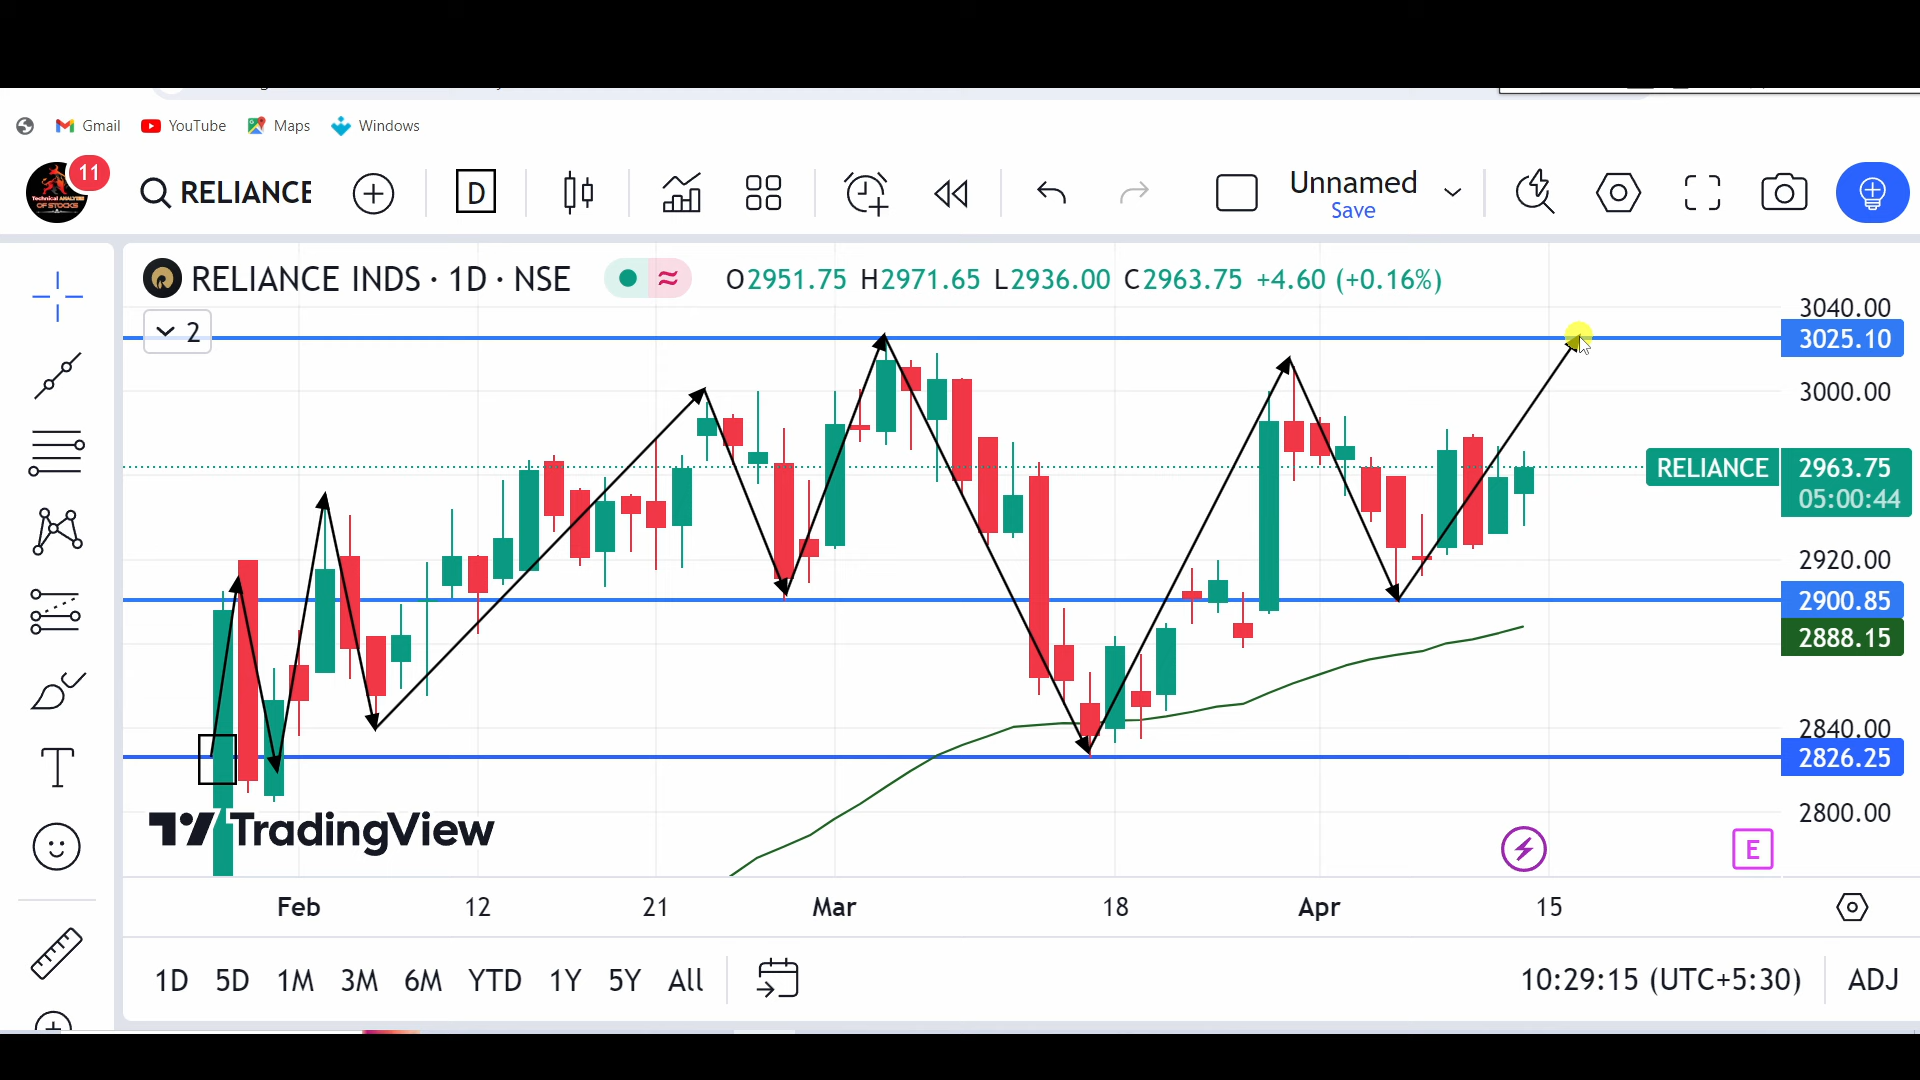 Gmail YouTube Maps Windows
11
RELIANCE D Unnamed
Save
RELIANCE INDS · 1D · NSE O2951.75 H2971.65 L2936.00 C2963.75 +4.60 (+0.16%)
2
3040.00
3025.10
3000.00
RELIANCE 2963.75
05:00:44
2920.00
2900.85
2888.15
2840.00
2826.25
2800.00
TradingView
E
Feb 12 21 Mar 18 Apr 15
1D 5D 1M 3M 6M YTD 1Y 5Y All 10:29:15 (UTC+5:30) ADJ